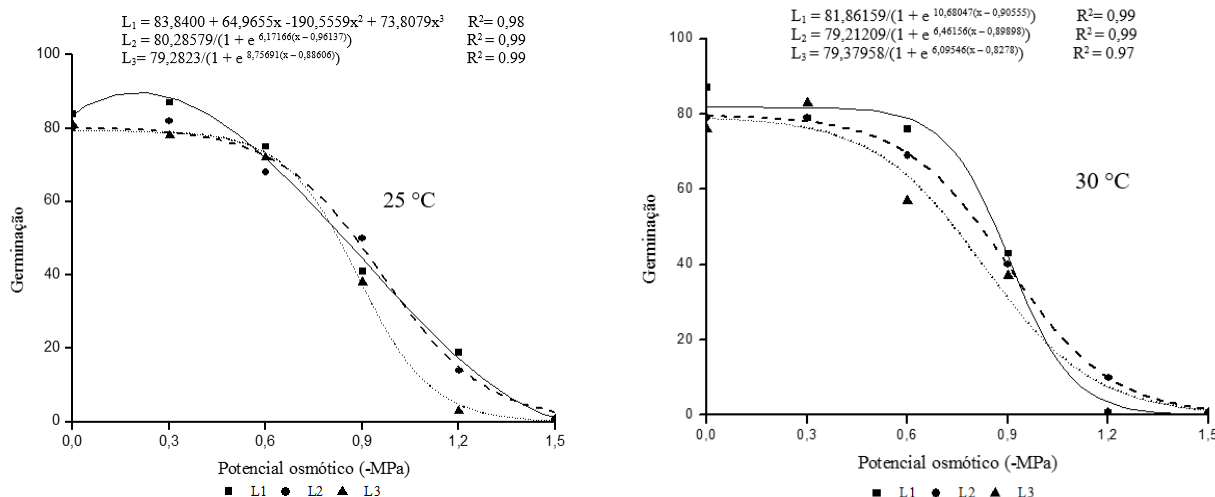 L₁ = 83,8400 + 64,9655x -190,5559x² + 73,8079x³ R²= 0,98
L₂ = 80,28579/(1 + e ^6,17166(x – 0,96137)) R²= 0,99
L₃= 79,2823/(1 + e ^8,75691(x – 0,88606)) R² = 0.99
100
80
60
40
20
0
Germinação
25 °C
0,0 0,3 0,6 0,9 1,2 1,5
Potencial osmótico (-MPa)
L1 L2 L3
L₁ = 81,86159/(1 + e ^10,68047(x – 0,90555)) R²= 0,99
L₂ = 79,21209/(1 + e ^6,46156(x – 0,89898)) R² = 0,99
L₃ = 79,37958/(1 + e ^6,09546(x – 0,8278)) R² = 0.97
100
80
60
40
20
0
Germinação
30 °C
0,0 0,3 0,6 0,9 1,2 1,5
Potencial osmótico (-MPa)
L1 L2 L3